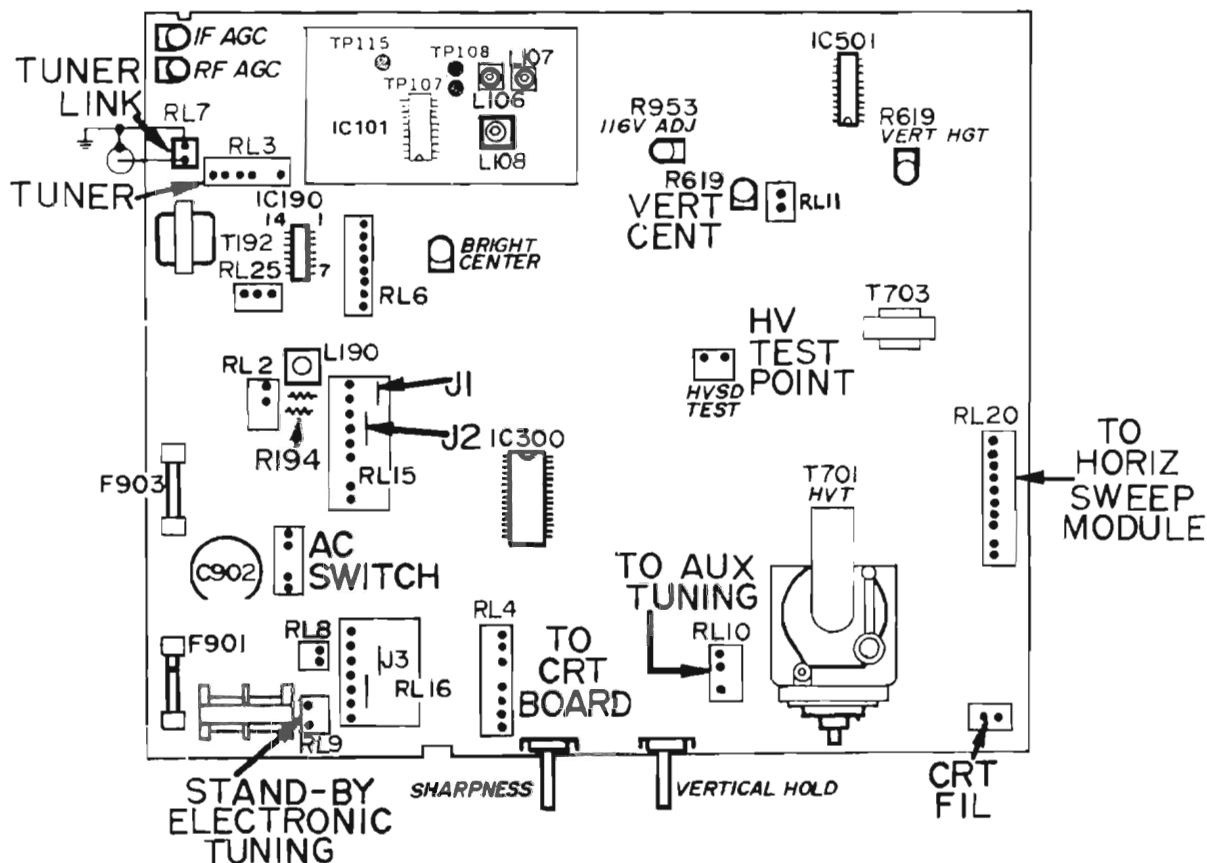 IF AGC
RF AGC
TUNER
LINK
RL7
RL3
TUNER
TP115
TP108
L107
TP107
L106
IC101
L108
IC501
R953
116V ADJ
R619
VERT HGT
R619
VERT
CENT
RL11
IC190
14
1
7
T192
RL25
RL6
BRIGHT
CENTER
T703
HV
TEST
POINT
HVSD
TEST
RL2
L190
J1
J2
R194
RL15
IC300
RL20
TO
HORIZ
SWEEP
MODULE
F903
C902
AC
SWITCH
T701
HVT
TO AUX
TUNING
RL10
RL4
TO
CRT
BOARD
F901
RL8
J3
RL16
RL9
STAND-BY
ELECTRONIC
TUNING
SHARPNESS
VERTICAL HOLD
CRT
FIL